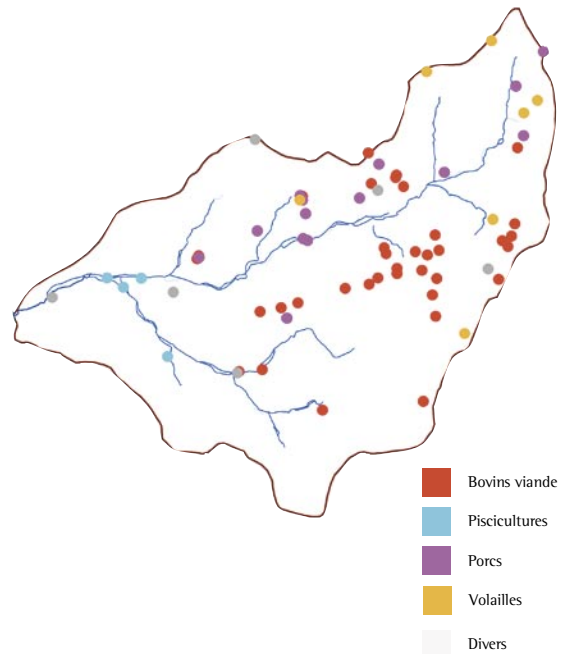 Bovins viande
Piscicultures
Porcs
Volailles
Divers